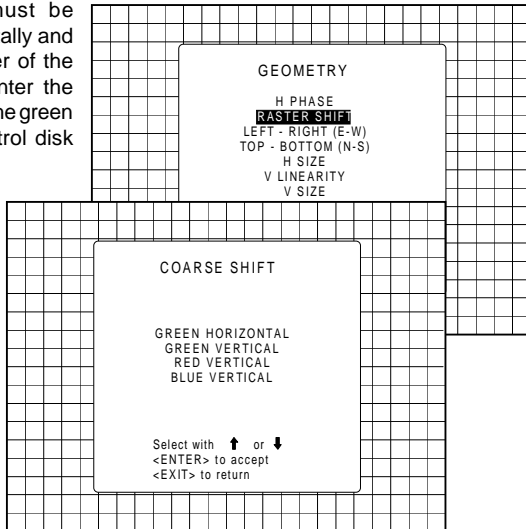 must be
ally and
er of the
nter the
he green
trol disk
GEOMETRY
H PHASE
RASTER SHIFT
LEFT - RIGHT (E-W)
TOP - BOTTOM (N-S)
H SIZE
V LINEARITY
V SIZE
COARSE SHIFT
GREEN HORIZONTAL
GREEN VERTICAL
RED VERTICAL
BLUE VERTICAL
Select with ⬆ or ⬇
<ENTER> to accept
<EXIT> to return